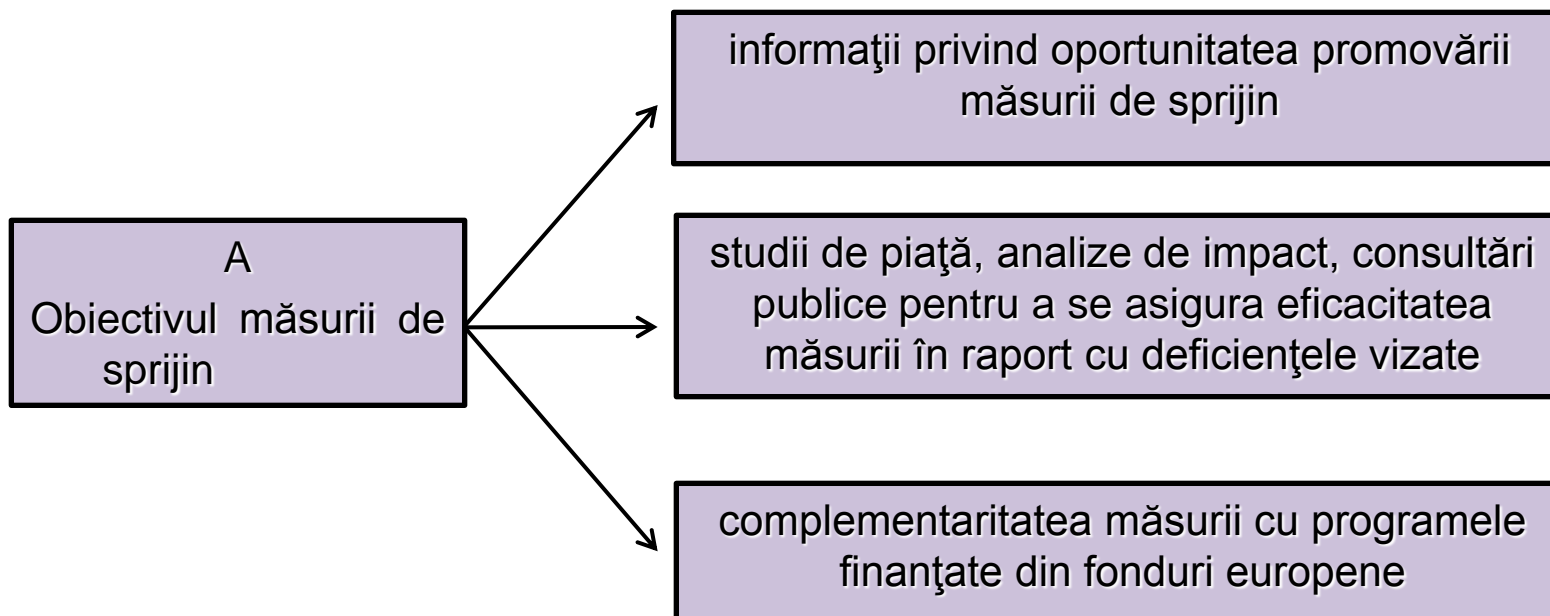 A
Obiectivul măsurii de
sprijin
informaţii privind oportunitatea promovării
măsurii de sprijin
studii de piaţă, analize de impact, consultări
publice pentru a se asigura eficacitatea
măsurii în raport cu deficienţele vizate
complementaritatea măsurii cu programele
finanţate din fonduri europene